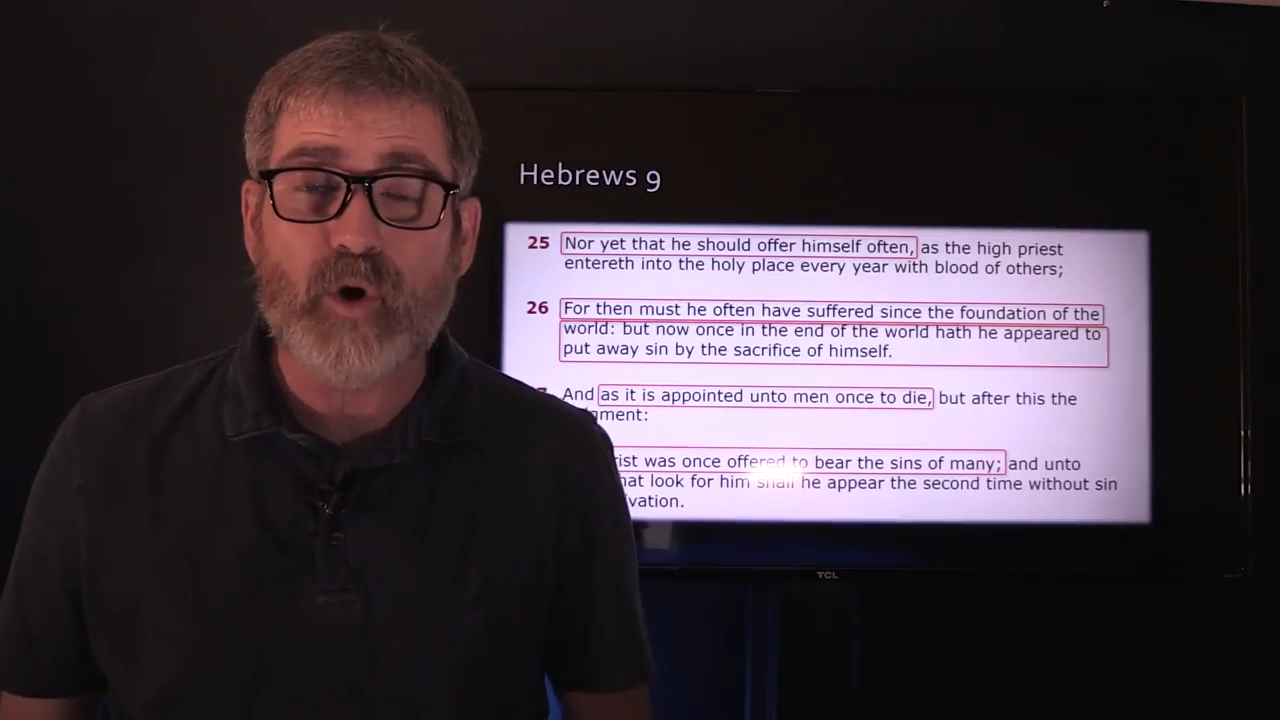 Hebrews 9
25 Nor yet that he should offer himself often, as the high priest
entereth into the holy place every year with blood of others;
26 For then must he often have suffered since the foundation of the
world: but now once in the end of the world hath he appeared to
put away sin by the sacrifice of himself.
And as it is appointed unto men once to die, but after this the
ment:
rist was once offered to bear the sins of many; and unto
hat look for him shall he appear the second time without sin
vation.
TCL